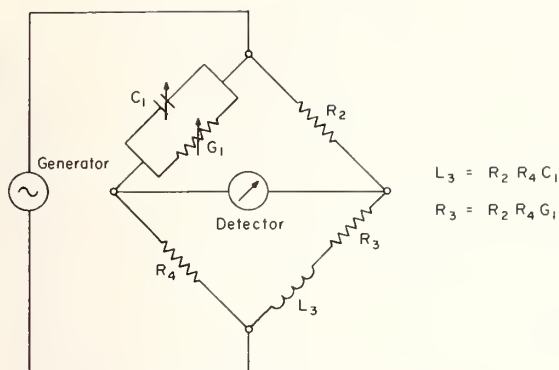 C₁
G₁
R₂
Generator
L₃ = R₂ R₄ C₁
R₃ = R₂ R₄ G₁
Detector
R₃
R₄
L₃